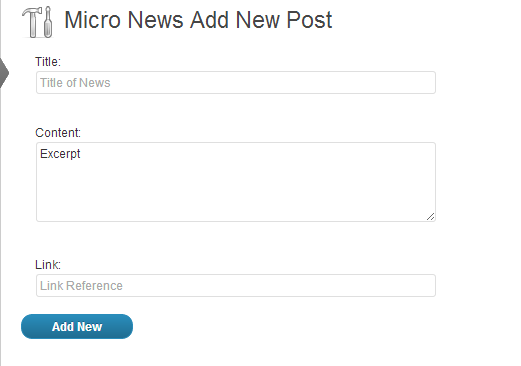 Micro News Add New Post
Title:
Title of News
Content:
Excerpt
Link:
Link Reference
Add New